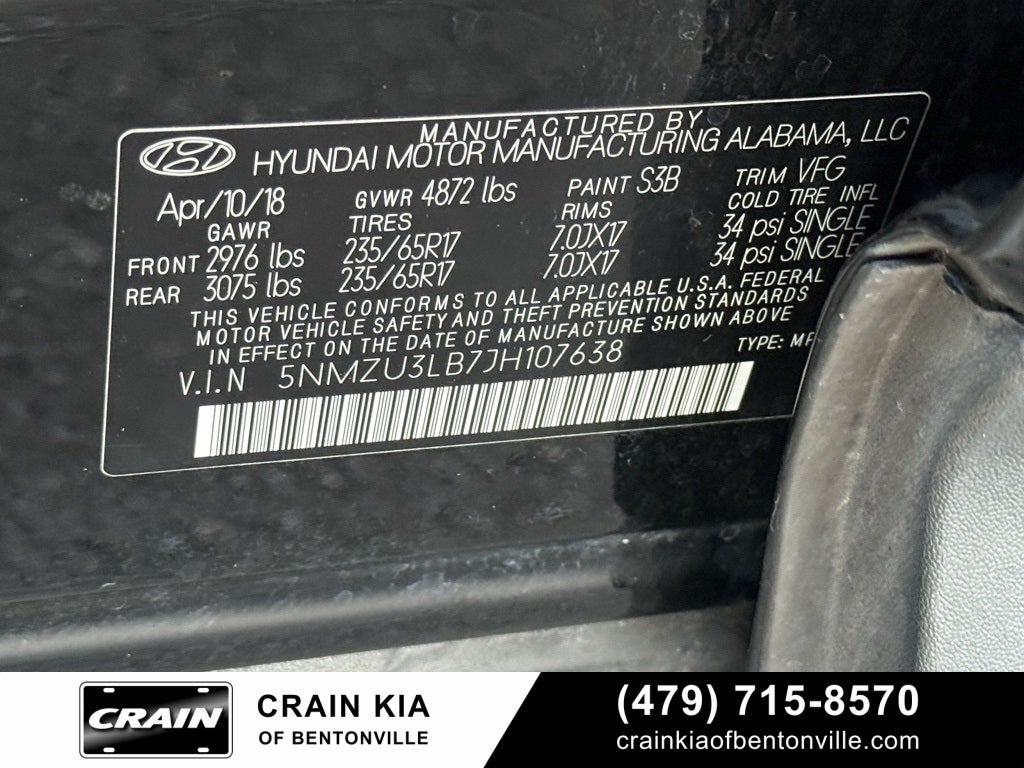 MANUFACTURED BY
HYUNDAI MOTOR MANUFACTURING ALABAMA, LLC
Apr/10/18 GVWR 4872 lbs PAINT S3B TRIM VFG
GAWR TIRES RIMS COLD TIRE INFL
FRONT 2976 lbs 235/65R17 7.0JX17 34 psi SINGLE
REAR 3075 lbs 235/65R17 7.0JX17 34 psi SINGLE
THIS VEHICLE CONFORMS TO ALL APPLICABLE U.S.A. FEDERAL
MOTOR VEHICLE SAFETY AND THEFT PREVENTION STANDARDS
IN EFFECT ON THE DATE OF MANUFACTURE SHOWN ABOVE
V.I.N 5NMZU3LB7JH107638 TYPE:
CRAIN
CRAIN KIA
OF BENTONVILLE
(479) 715-8570
crainkiaofbentonville.com